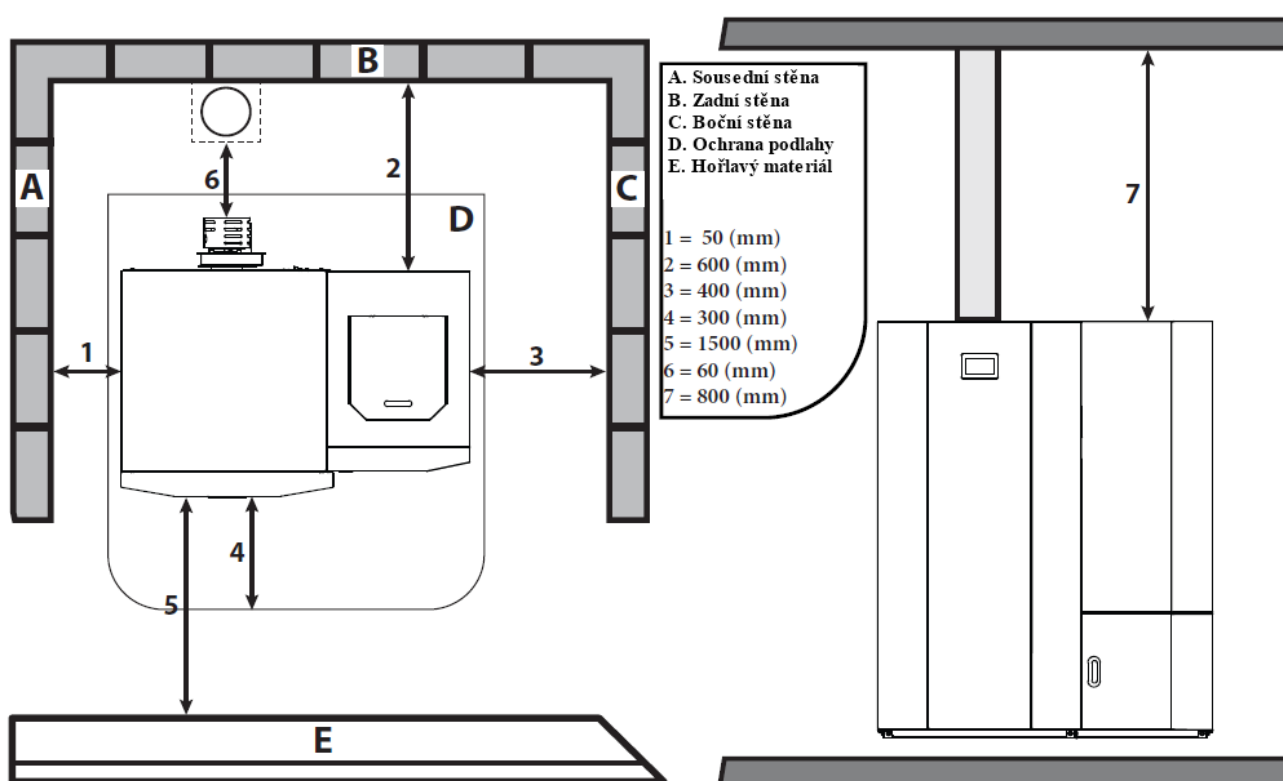 B
A. Sousední stěna
B. Zadní stěna
C. Boční stěna
D. Ochrana podlahy
E. Hořlavý materiál
1 = 50 (mm)
2 = 600 (mm)
3 = 400 (mm)
4 = 300 (mm)
5 = 1500 (mm)
6 = 60 (mm)
7 = 800 (mm)
2
6
A
C
7
D
1
3
4
5
E